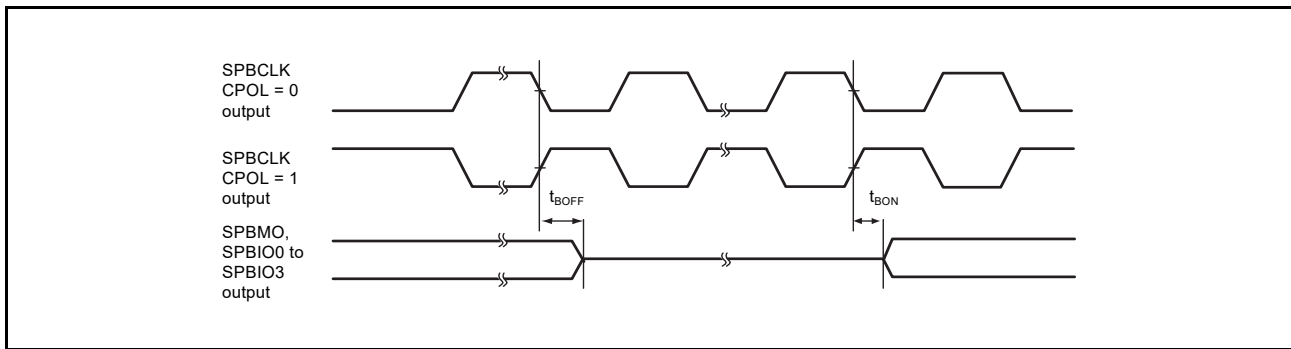 SPBCLK
CPOL = 0
output
SPBCLK
CPOL = 1
output
tBOFF
tBON
SPBMO,
SPBIO0 to
SPBIO3
output